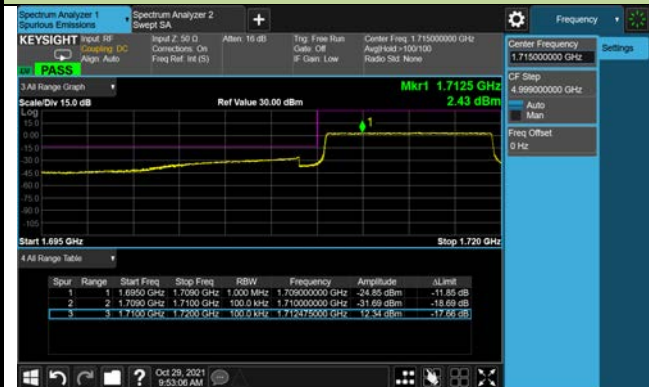 Spectrum Analyzer 1
Spurious Emissions
Spectrum Analyzer 2
Swept SA
+
Frequency
KEYSIGHT
Input: RF
Coupling: DC
Align: Auto
Input Z: 50 Ω
Corrections: On
Freq Ref: Int (S)
Atten: 16 dB
Trig: Free Run
Gate: Off
IF Gain: Low
Center Freq: 1.715000000 GHz
Avg|Hold:>100/100
Radio Std: None
PASS
3 All Range Graph
Scale/Div 15.0 dB
Ref Value 30.00 dBm
Mkr1 1.7125 GHz
2.43 dBm
Log
15.0
0.00
-15.0
-30.0
-45.0
-60.0
-75.0
-90.0
-105
1
Start 1.695 GHz
Stop 1.720 GHz
4 All Range Table
Spur Range Start Freq Stop Freq RBW Frequency Amplitude ΔLimit
1 1 1.6950 GHz 1.7090 GHz 1.000 MHz 1.709000000 GHz -24.85 dBm -11.85 dB
2 2 1.7090 GHz 1.7100 GHz 100.0 kHz 1.710000000 GHz -31.69 dBm -18.69 dB
3 3 1.7100 GHz 1.7200 GHz 100.0 kHz 1.712475000 GHz 12.34 dBm -17.66 dB
Center Frequency
1.715000000 GHz
Settings
CF Step
4.999000000 GHz
Auto
Man
Freq Offset
0 Hz
?
Oct 29, 2021
9:53:06 AM